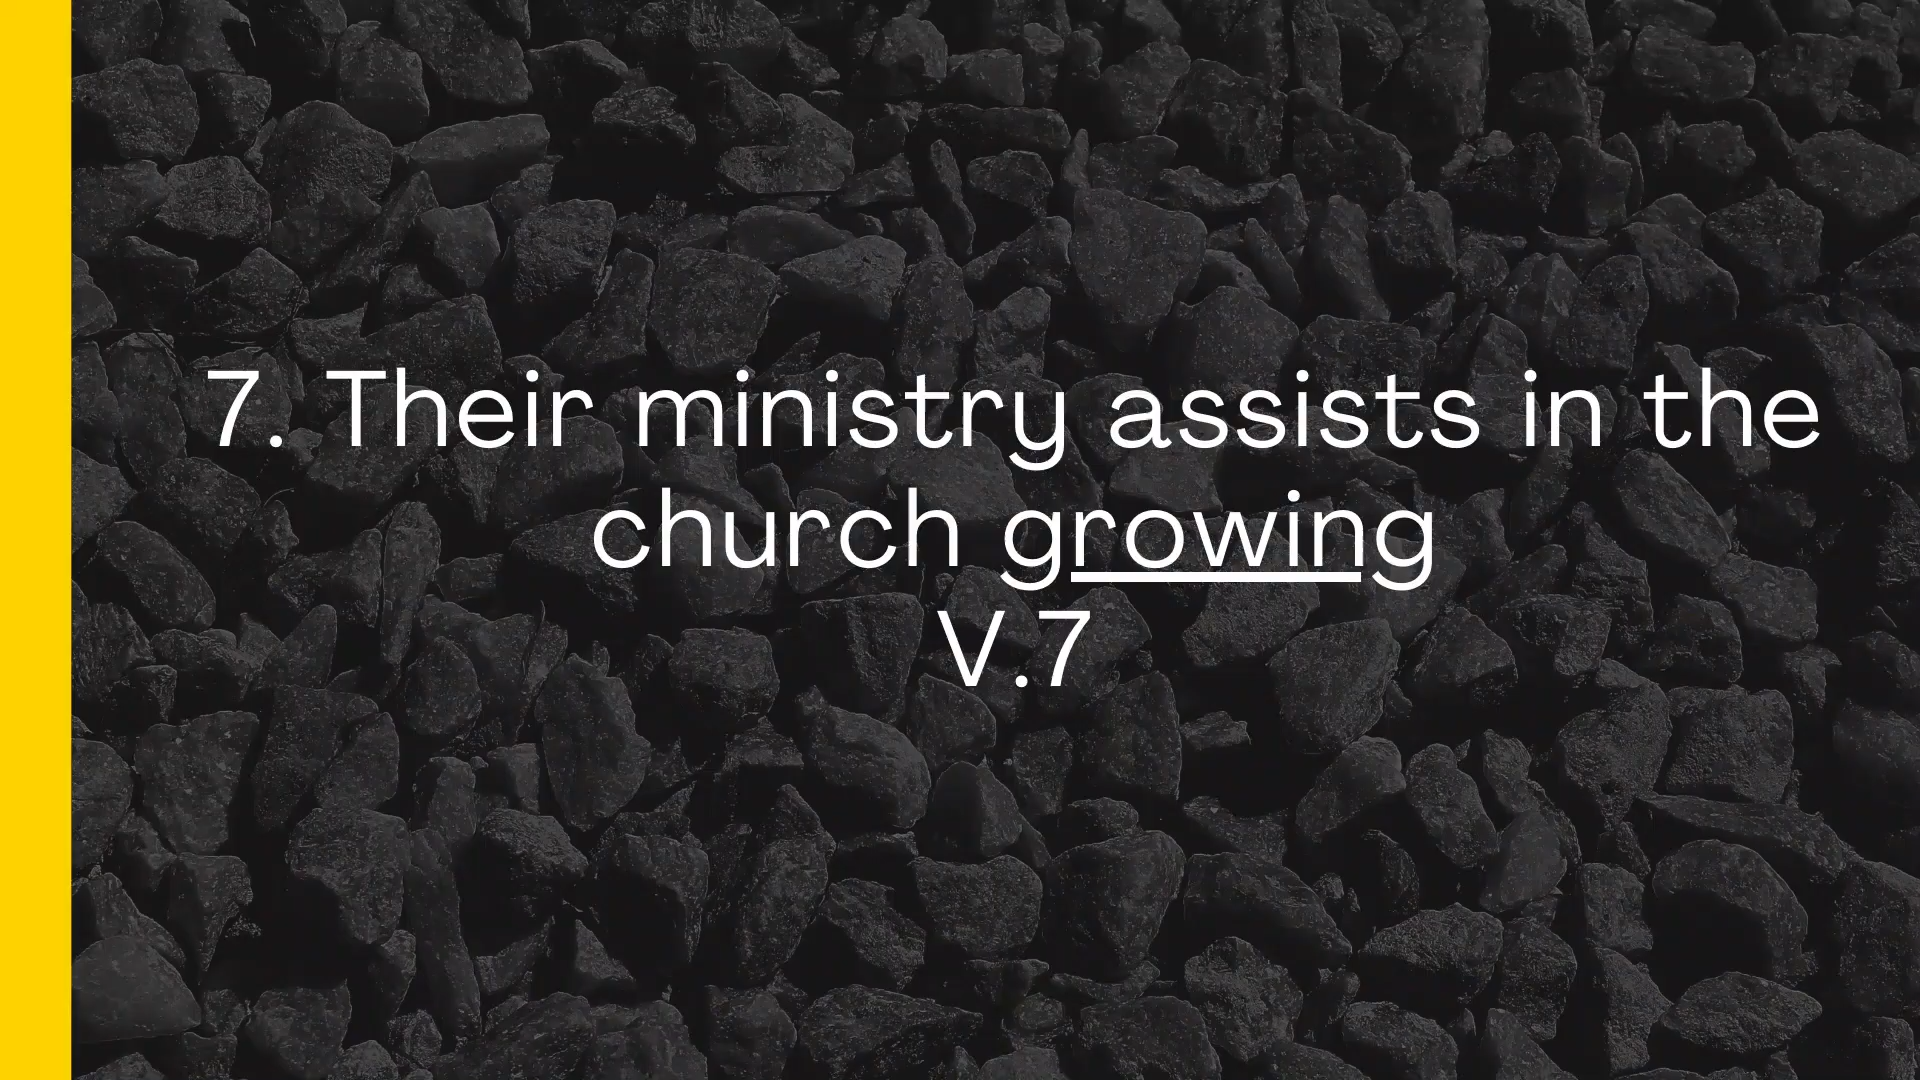 7. Their ministry assists in the
church growing
V.7